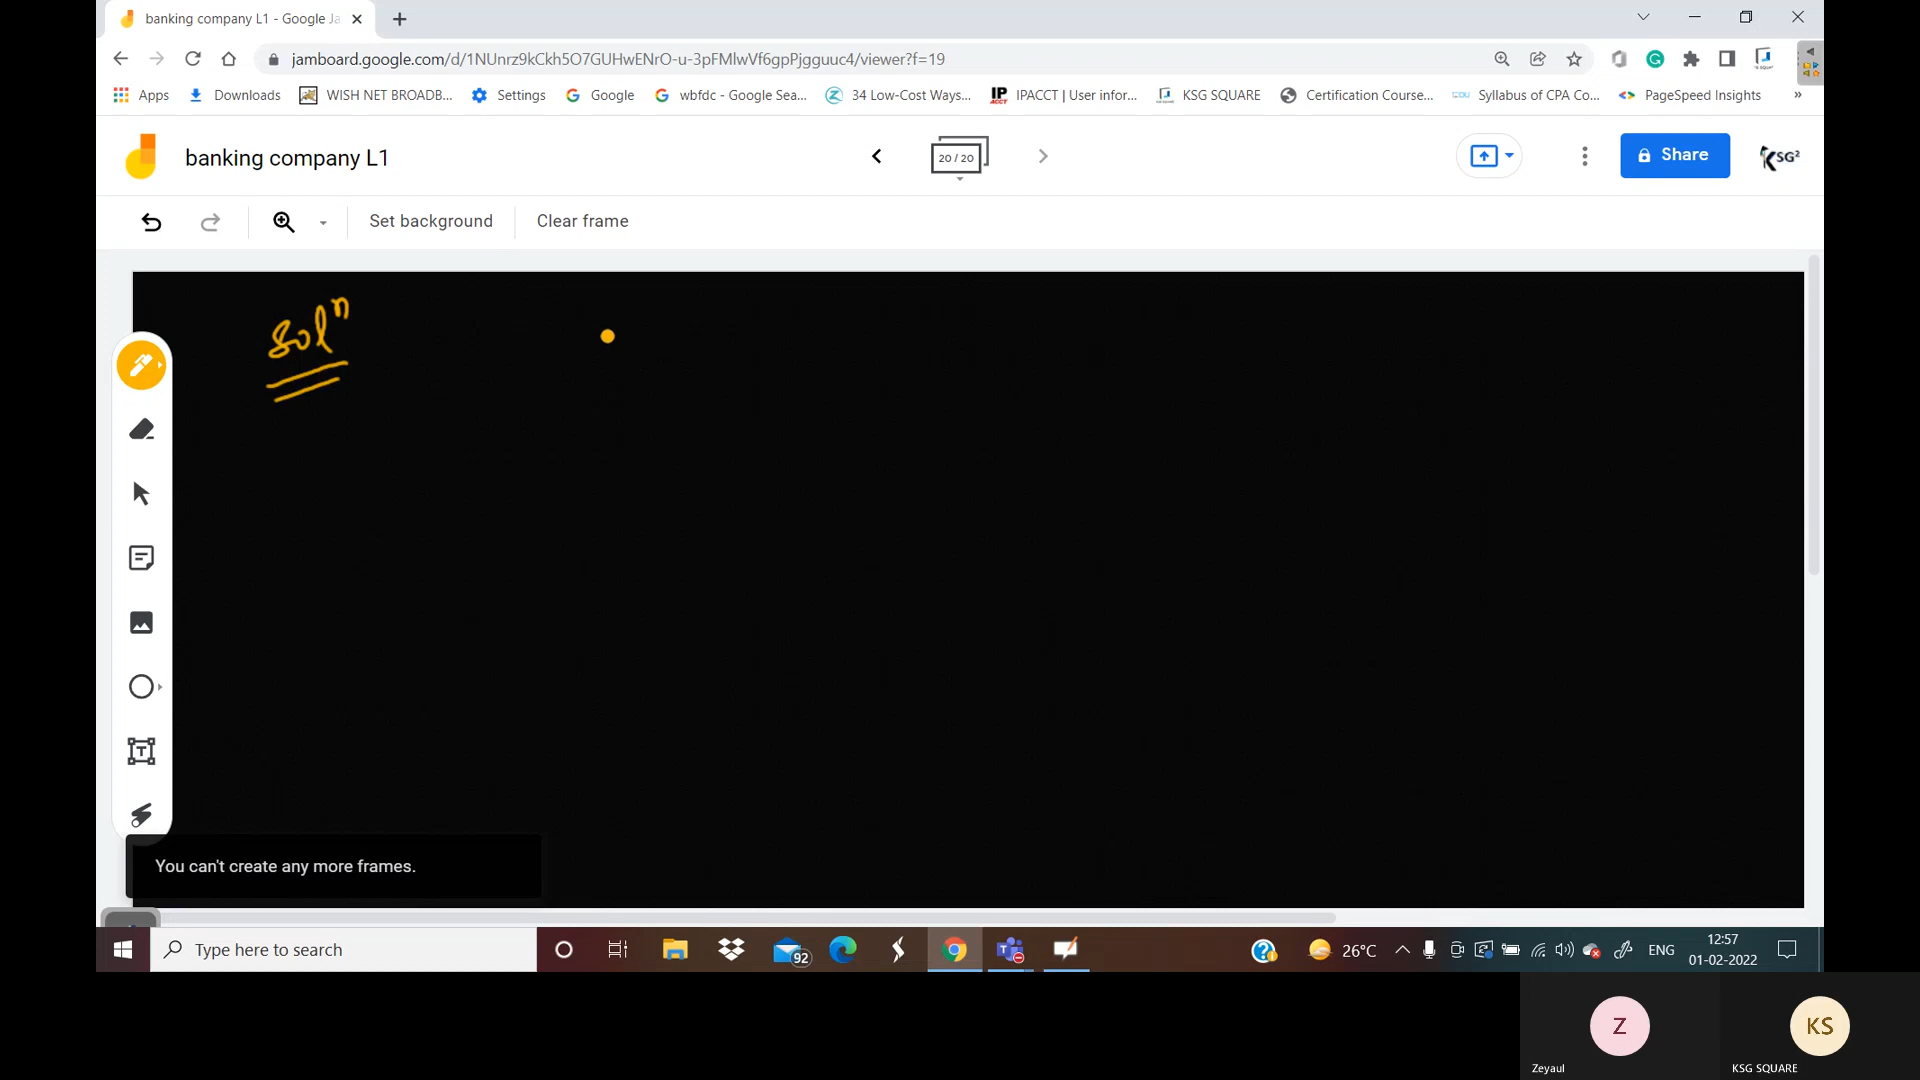 banking company L1 - Google Ja
jamboard.google.com/d/1NUnrz9kCkh5O7GUHwENrO-u-3pFMlwVf6gpPjgguuc4/viewer?f=19
Apps Downloads WISH NET BROADB... Settings Google wbfdc - Google Sea... 34 Low-Cost Ways... IPACCT | User infor... KSG SQUARE Certification Course... Syllabus of CPA Co... PageSpeed Insights »
banking company L1
20 / 20
Share
KSG²
Set background
Clear frame
Solⁿ
You can't create any more frames.
Type here to search
92
26°C
ENG
12:57
01-02-2022
Z
KS
Zeyaul
KSG SQUARE